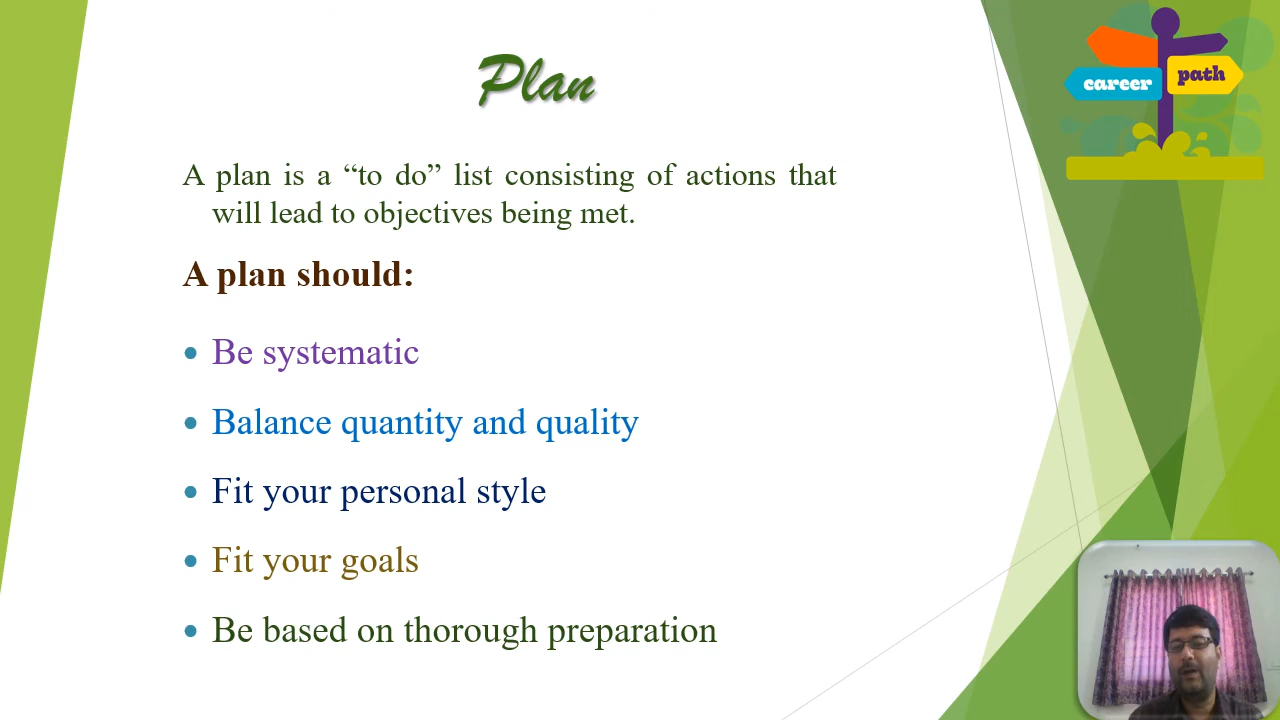 Plan
career
path
A plan is a “to do” list consisting of actions that
will lead to objectives being met.
A plan should:
• Be systematic
• Balance quantity and quality
• Fit your personal style
• Fit your goals
• Be based on thorough preparation